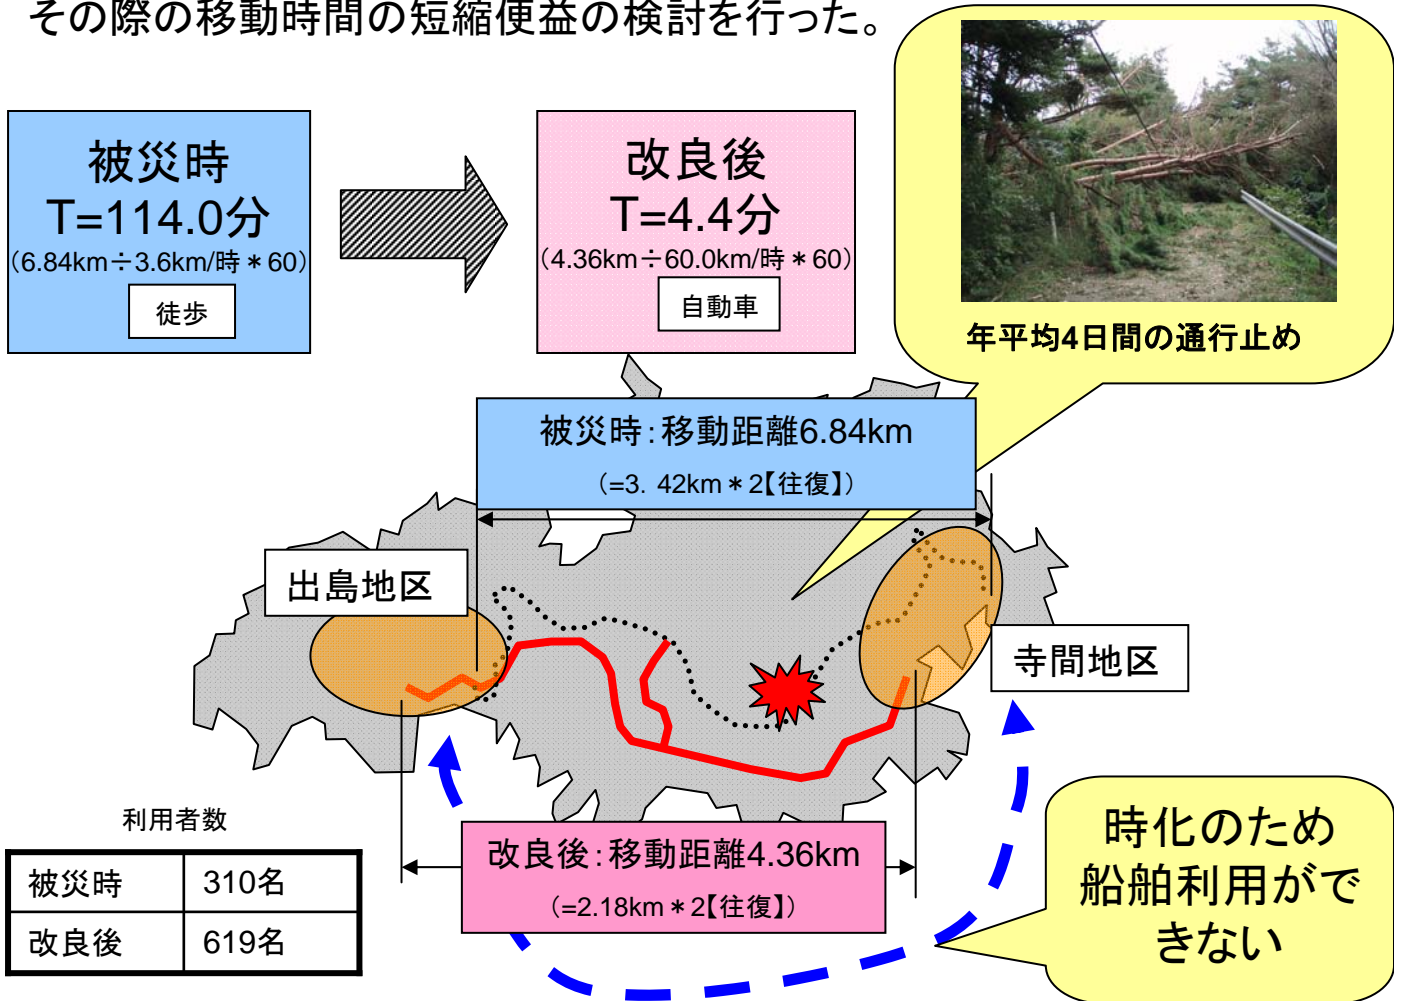 その際の移動時間の短縮便益の検討を行った。
被災時
T=114.0分
(6.84km÷3.6km/時＊60)
徒歩
改良後
T=4.4分
(4.36km÷60.0km/時＊60)
自動車
年平均4日間の通行止め
被災時：移動距離6.84km
(=3．42km＊2【往復】)
出島地区
寺間地区
利用者数
被災時 310名
改良後 619名
改良後：移動距離4.36km
(=2.18km＊2【往復】)
時化のため
船舶利用がで
きない